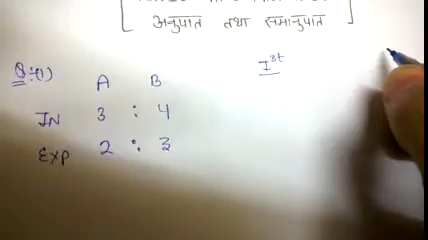 अनुपात तथा समानुपात
Q:(1) A B
IN 3 : 4
EXP 2 : 3
Ist